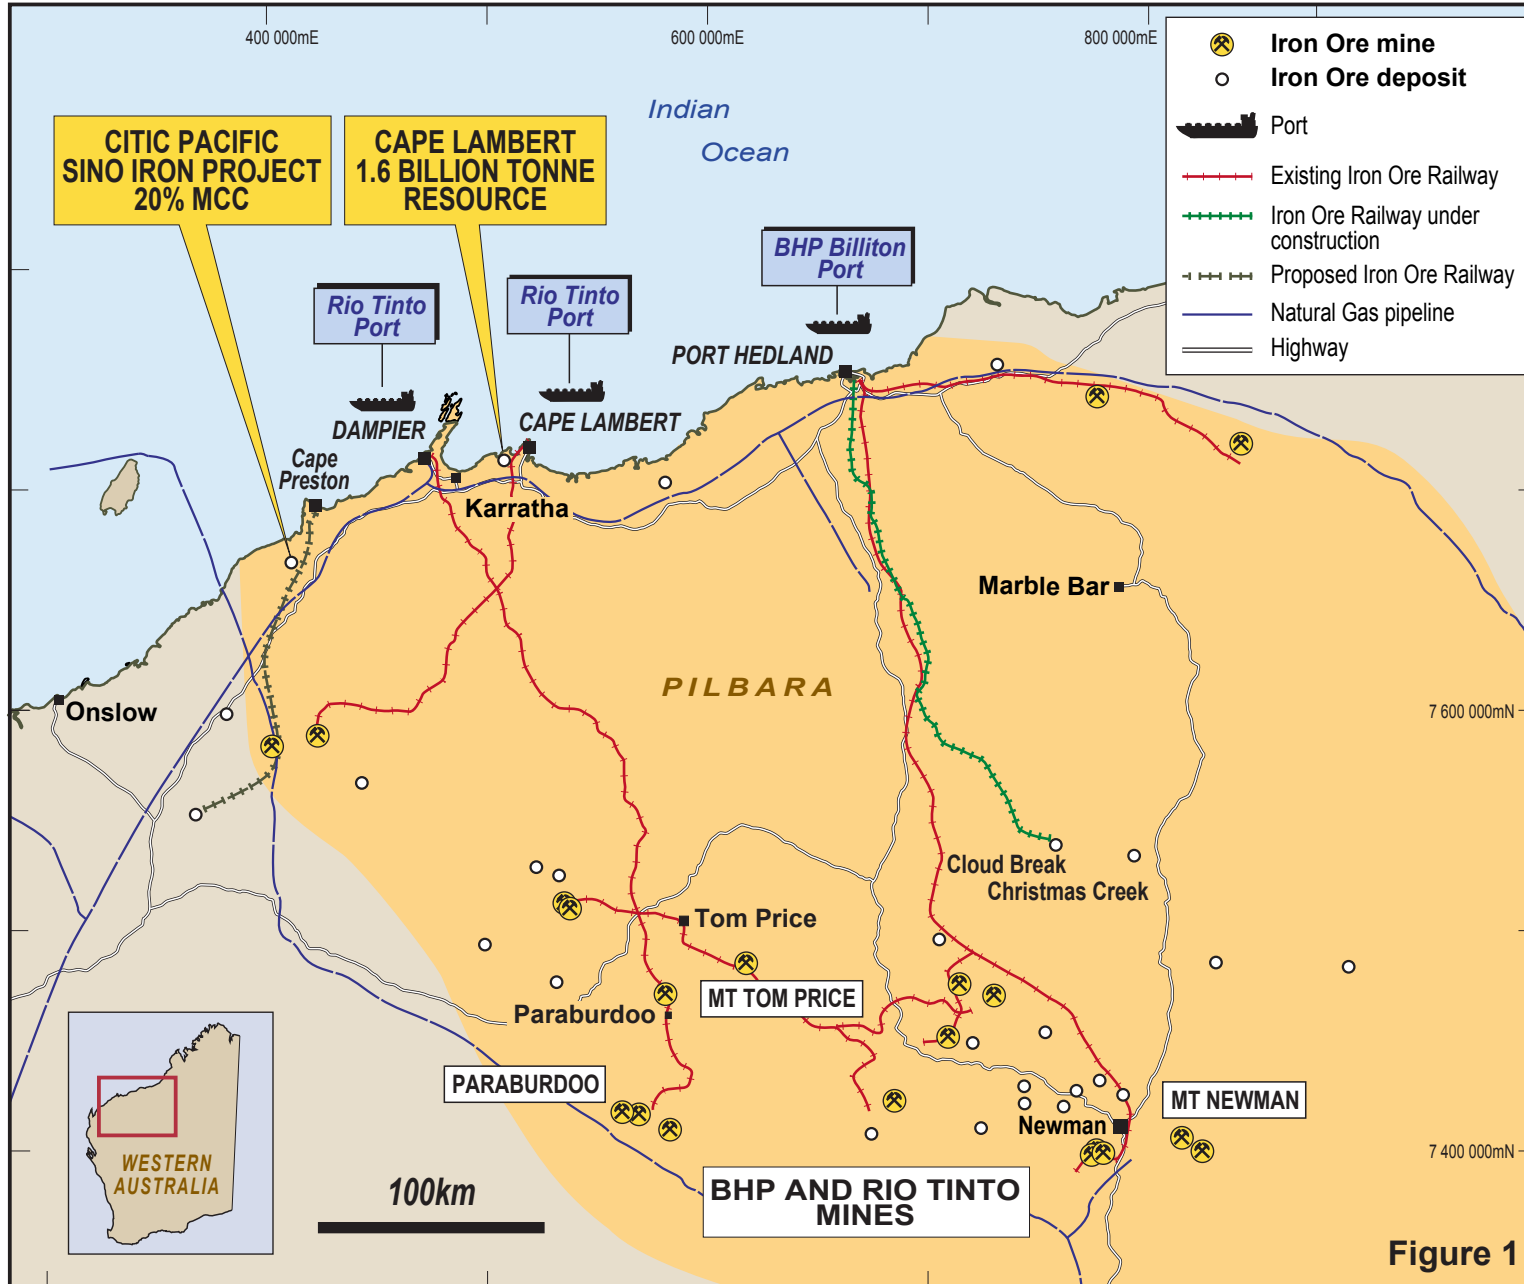 400 000mE
600 000mE
800 000mE
Iron Ore mine
Iron Ore deposit
Port
Existing Iron Ore Railway
Iron Ore Railway under
construction
Proposed Iron Ore Railway
Natural Gas pipeline
Highway
Indian
Ocean
CITIC PACIFIC
SINO IRON PROJECT
20% MCC
CAPE LAMBERT
1.6 BILLION TONNE
RESOURCE
BHP Billiton
Port
Rio Tinto
Port
Rio Tinto
Port
PORT HEDLAND
CAPE LAMBERT
DAMPIER
Cape
Preston
Karratha
Marble Bar
PILBARA
Onslow
7 600 000mN
Cloud Break
Christmas Creek
Tom Price
MT TOM PRICE
Paraburdoo
PARABURDOO
MT NEWMAN
Newman
7 400 000mN
WESTERN
AUSTRALIA
100km
BHP AND RIO TINTO
MINES
Figure 1